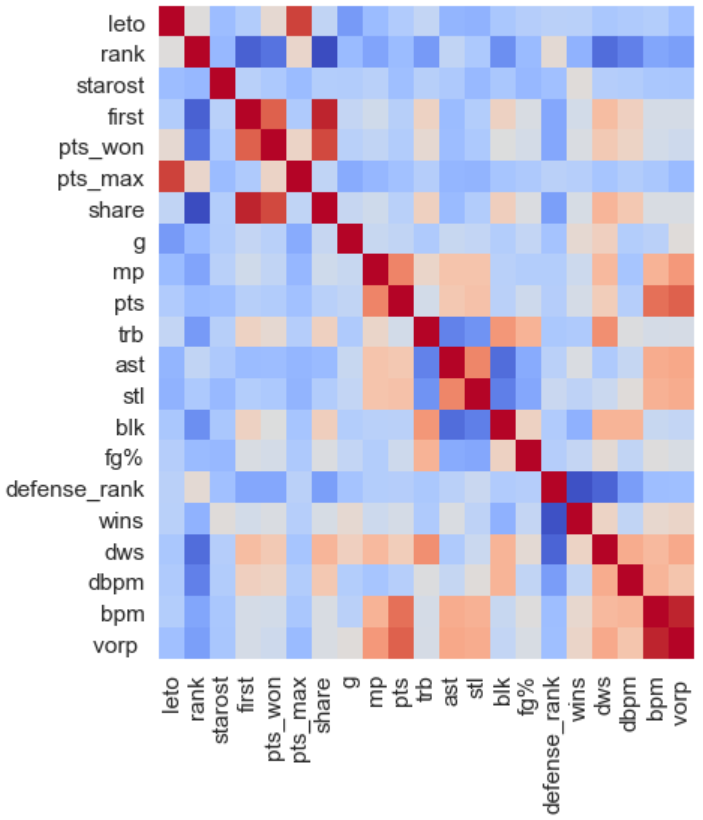 leto
rank
starost
first
pts_won
pts_max
share
g
mp
pts
trb
ast
stl
blk
fg%
defense_rank
wins
dws
dbpm
bpm
vorp
leto
rank
starost
first
pts_won
pts_max
share
g
mp
pts
trb
ast
stl
blk
fg%
defense_rank
wins
dws
dbpm
bpm
vorp